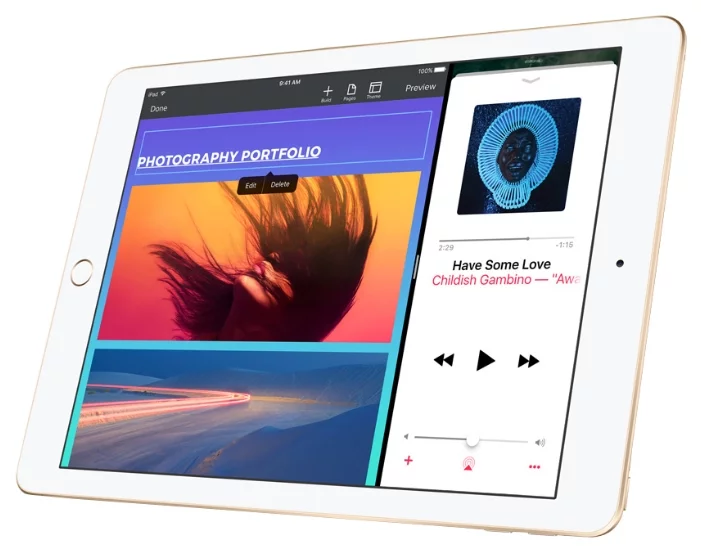 iPad
9:41 AM
100%
Done
Build
Pages
Theme
Preview
PHOTOGRAPHY PORTFOLIO
Edit
Delete
2:29
-1:16
Have Some Love
Childish Gambino — "Awa